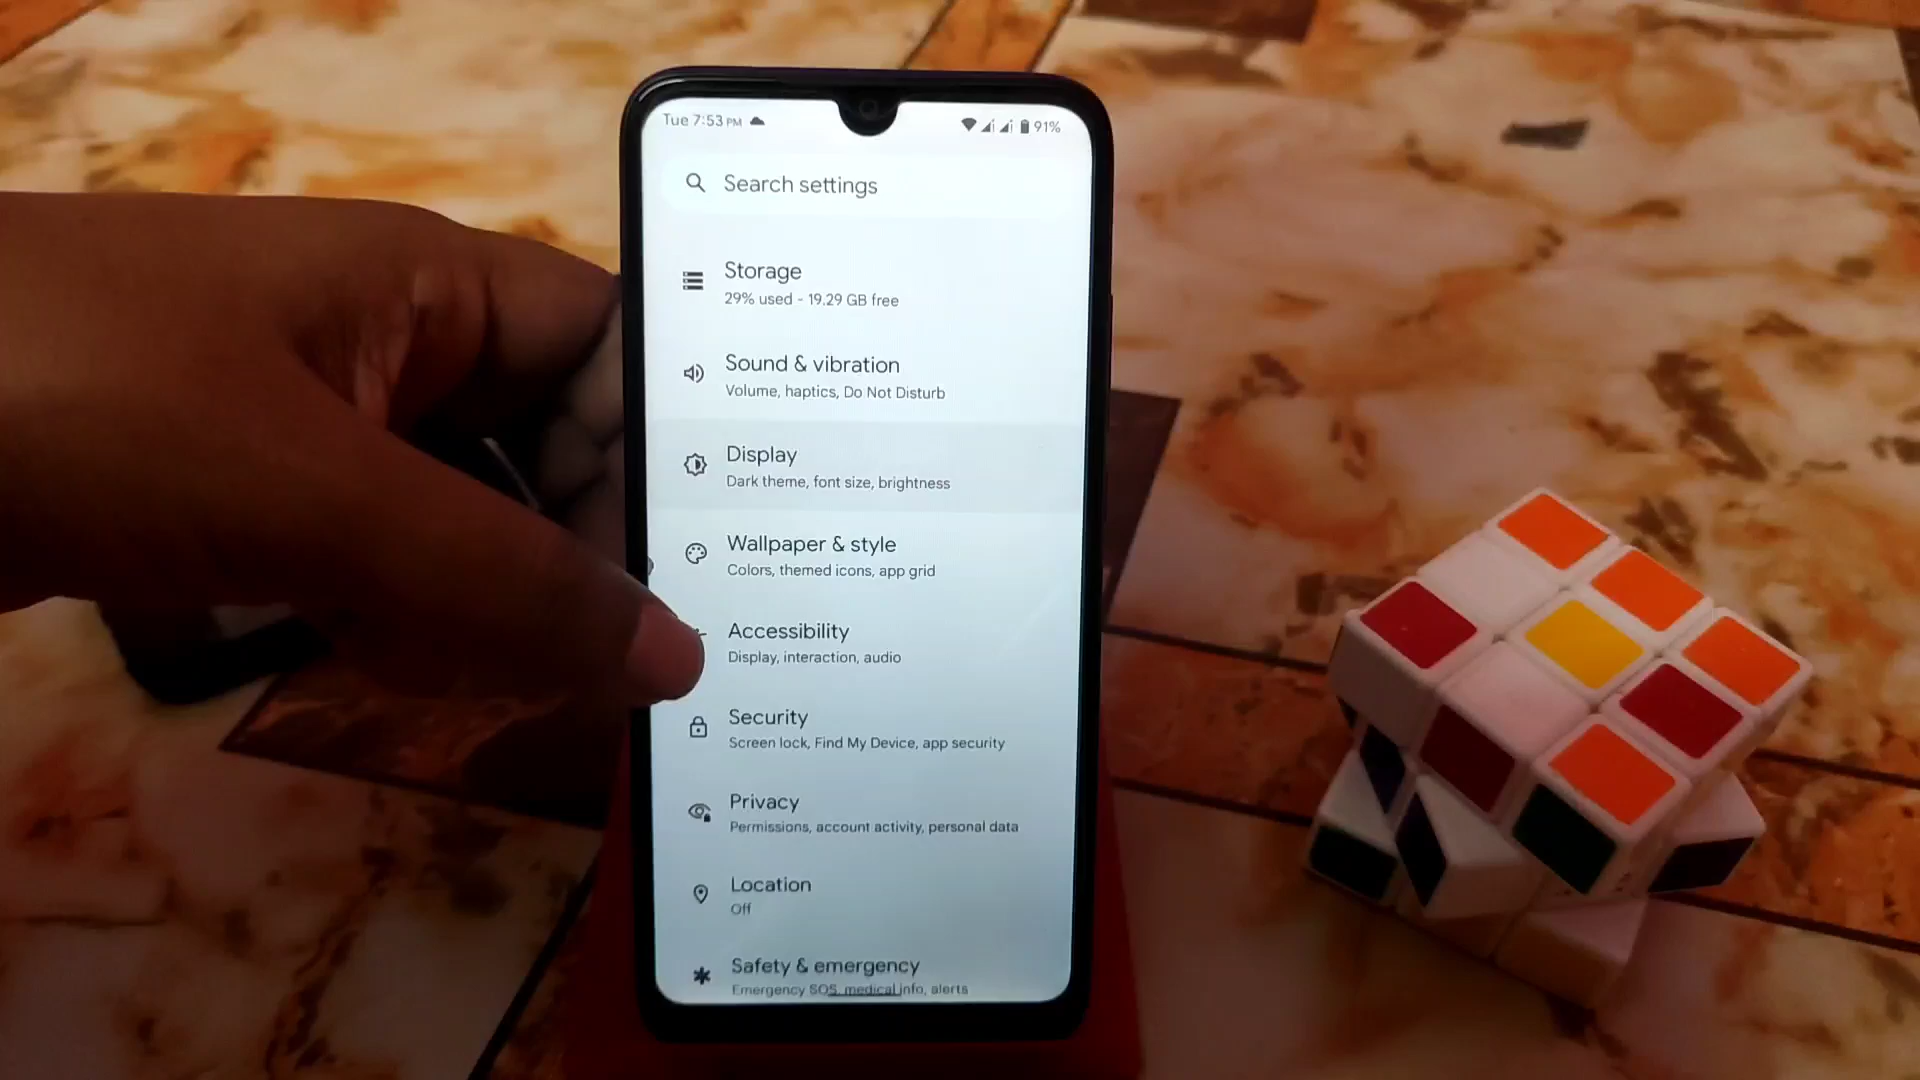 Tue 7:53 PM
91%
Search settings
Storage
29% used - 19.29 GB free
Sound & vibration
Volume, haptics, Do Not Disturb
Display
Dark theme, font size, brightness
Wallpaper & style
Colors, themed icons, app grid
Accessibility
Display, interaction, audio
Security
Screen lock, Find My Device, app security
Privacy
Permissions, account activity, personal data
Location
Off
Safety & emergency
Emergency SOS, medical info, alerts